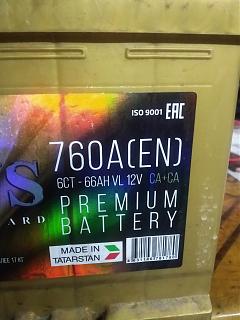 ISO 9001 EAC
760A(EN)
6CT - 66AH VL 12V CA+CA
PREMIUM
BATTERY
MADE IN
TATARSTAN